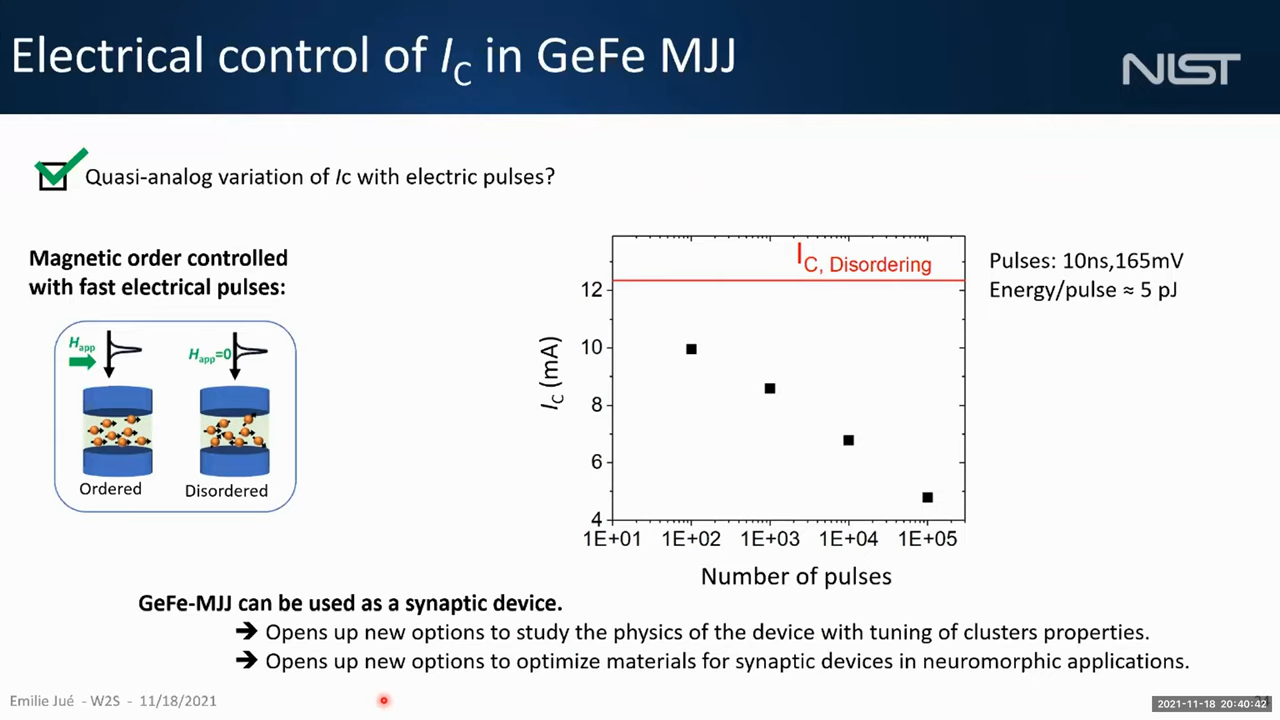 Electrical control of IC in GeFe MJJ
NIST
Quasi-analog variation of Ic with electric pulses?
Magnetic order controlled
with fast electrical pulses:
Happ
Happ=0
Ordered
Disordered
IC, Disordering
12
10
8
6
4
IC (mA)
1E+01 1E+02 1E+03 1E+04 1E+05
Number of pulses
Pulses: 10ns,165mV
Energy/pulse ≈ 5 pJ
GeFe-MJJ can be used as a synaptic device.
➔ Opens up new options to study the physics of the device with tuning of clusters properties.
➔ Opens up new options to optimize materials for synaptic devices in neuromorphic applications.
Emilie Jué - W2S - 11/18/2021
2021-11-18 20:40:42